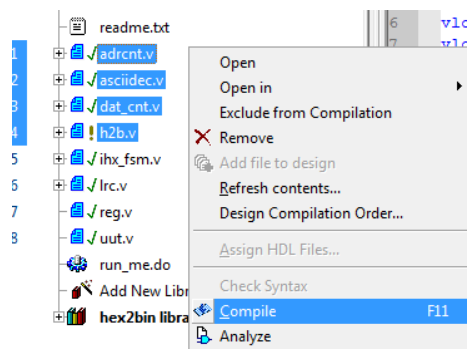 readme.txt
1 adrcnt.v
2 asciidec.v
3 dat_cnt.v
4 h2b.v
5 ihx_fsm.v
6 lrc.v
7 reg.v
8 uut.v
run_me.do
Add New Libr
hex2bin libra
6 vlo
7 vlo
Open
Open in
Exclude from Compilation
Remove
Add file to design
Refresh contents...
Design Compilation Order...
Assign HDL Files...
Check Syntax
Compile F11
Analyze